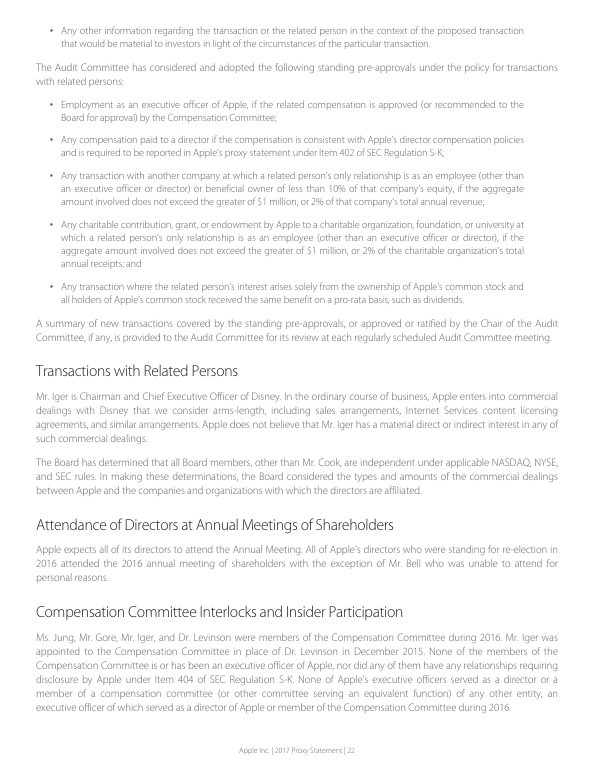 • Any other information regarding the transaction or the related person in the context of the proposed transaction
that would be material to investors in light of the circumstances of the particular transaction.
The Audit Committee has considered and adopted the following standing pre-approvals under the policy for transactions
with related persons:
• Employment as an executive officer of Apple, if the related compensation is approved (or recommended to the
Board for approval) by the Compensation Committee;
• Any compensation paid to a director if the compensation is consistent with Apple's director compensation policies
and is required to be reported in Apple's proxy statement under Item 402 of SEC Regulation S-K;
• Any transaction with another company at which a related person's only relationship is as an employee (other than
an executive officer or director) or beneficial owner of less than 10% of that company's equity, if the aggregate
amount involved does not exceed the greater of $1 million, or 2% of that company's total annual revenue;
• Any charitable contribution, grant, or endowment by Apple to a charitable organization, foundation, or university at
which a related person's only relationship is as an employee (other than an executive officer or director), if the
aggregate amount involved does not exceed the greater of $1 million, or 2% of the charitable organization's total
annual receipts; and
• Any transaction where the related person's interest arises solely from the ownership of Apple's common stock and
all holders of Apple's common stock received the same benefit on a pro-rata basis, such as dividends.
A summary of new transactions covered by the standing pre-approvals, or approved or ratified by the Chair of the Audit
Committee, if any, is provided to the Audit Committee for its review at each regularly scheduled Audit Committee meeting.
Transactions with Related Persons
Mr. Iger is Chairman and Chief Executive Officer of Disney. In the ordinary course of business, Apple enters into commercial
dealings with Disney that we consider arms-length, including sales arrangements, Internet Services content licensing
agreements, and similar arrangements. Apple does not believe that Mr. Iger has a material direct or indirect interest in any of
such commercial dealings.
The Board has determined that all Board members, other than Mr. Cook, are independent under applicable NASDAQ, NYSE,
and SEC rules. In making these determinations, the Board considered the types and amounts of the commercial dealings
between Apple and the companies and organizations with which the directors are affiliated.
Attendance of Directors at Annual Meetings of Shareholders
Apple expects all of its directors to attend the Annual Meeting. All of Apple's directors who were standing for re-election in
2016 attended the 2016 annual meeting of shareholders with the exception of Mr. Bell who was unable to attend for
personal reasons.
Compensation Committee Interlocks and Insider Participation
Ms. Jung, Mr. Gore, Mr. Iger, and Dr. Levinson were members of the Compensation Committee during 2016. Mr. Iger was
appointed to the Compensation Committee in place of Dr. Levinson in December 2015. None of the members of the
Compensation Committee is or has been an executive officer of Apple, nor did any of them have any relationships requiring
disclosure by Apple under Item 404 of SEC Regulation S-K. None of Apple's executive officers served as a director or a
member of a compensation committee (or other committee serving an equivalent function) of any other entity, an
executive officer of which served as a director of Apple or member of the Compensation Committee during 2016.
Apple Inc. | 2017 Proxy Statement | 22